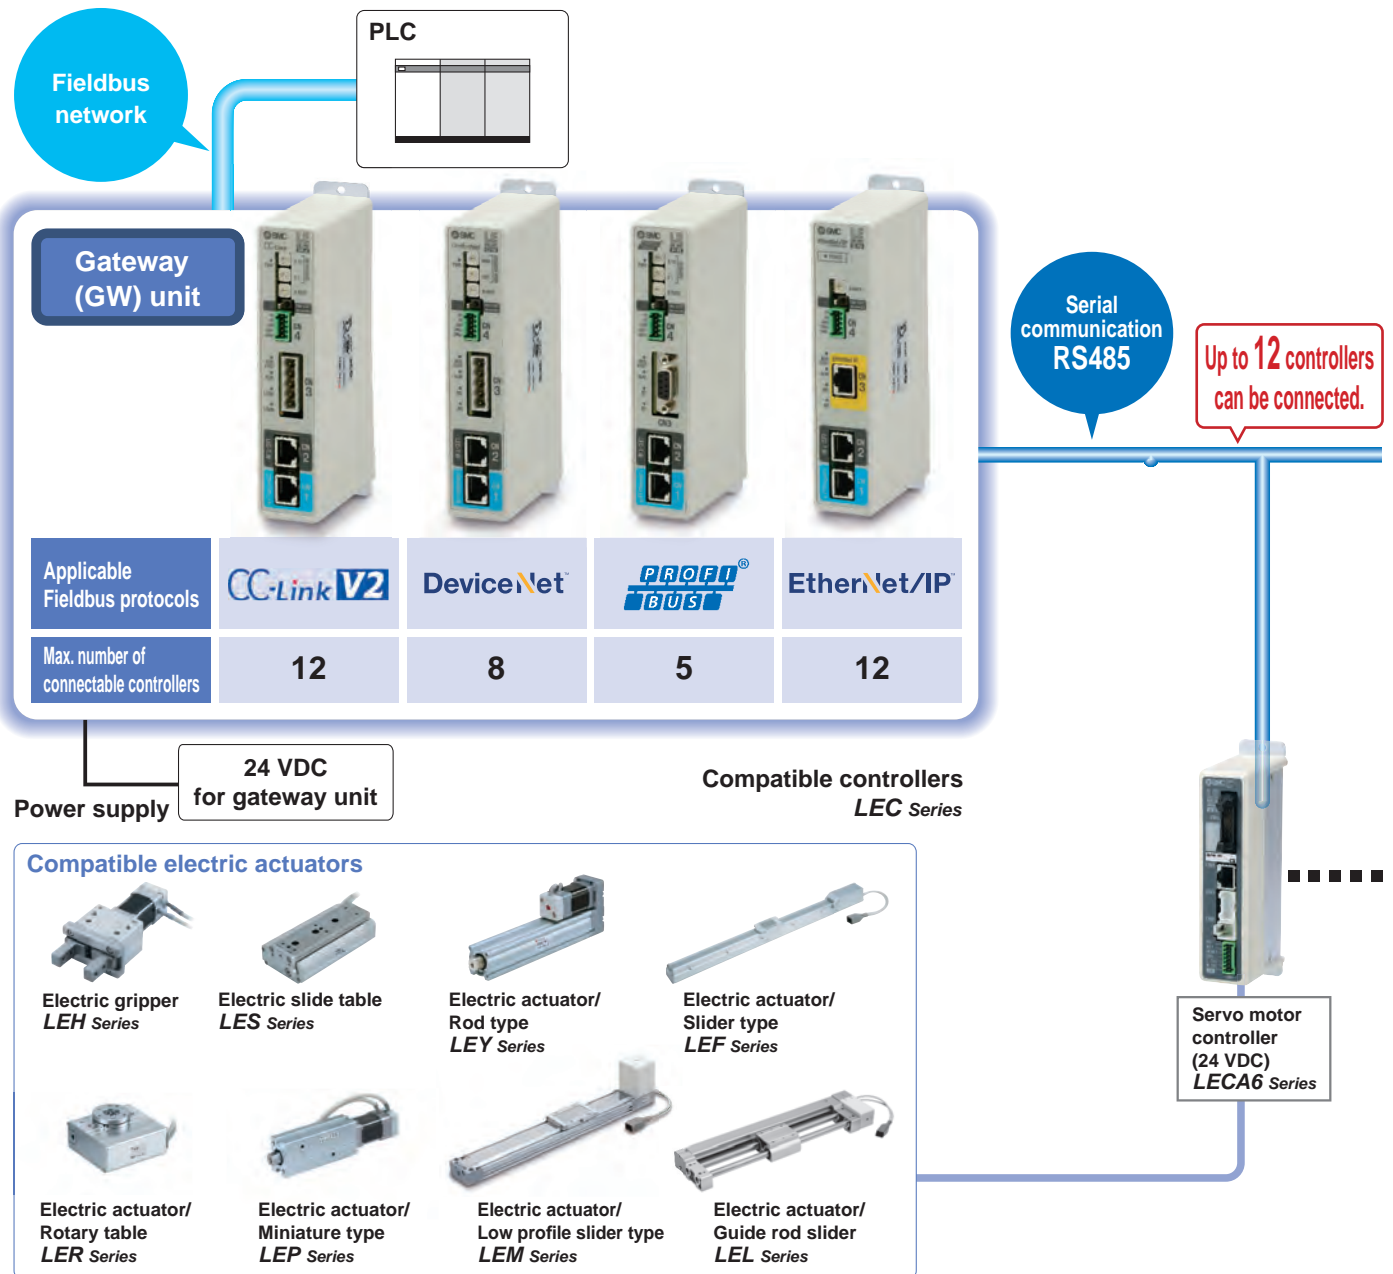 PLC
Fieldbus
network
Gateway
(GW) unit
Serial
communication
RS485
Up to 12 controllers
can be connected.
Applicable
Fieldbus protocols
CC-Link V2
DeviceNet™
PROFI®
BUS
EtherNet/IP™
Max. number of
connectable controllers
12
8
5
12
24 VDC
for gateway unit
Power supply
Compatible controllers
LEC Series
Compatible electric actuators
Electric gripper
LEH Series
Electric slide table
LES Series
Electric actuator/
Rod type
LEY Series
Electric actuator/
Slider type
LEF Series
Servo motor
controller
(24 VDC)
LECA6 Series
Electric actuator/
Rotary table
LER Series
Electric actuator/
Miniature type
LEP Series
Electric actuator/
Low profile slider type
LEM Series
Electric actuator/
Guide rod slider
LEL Series